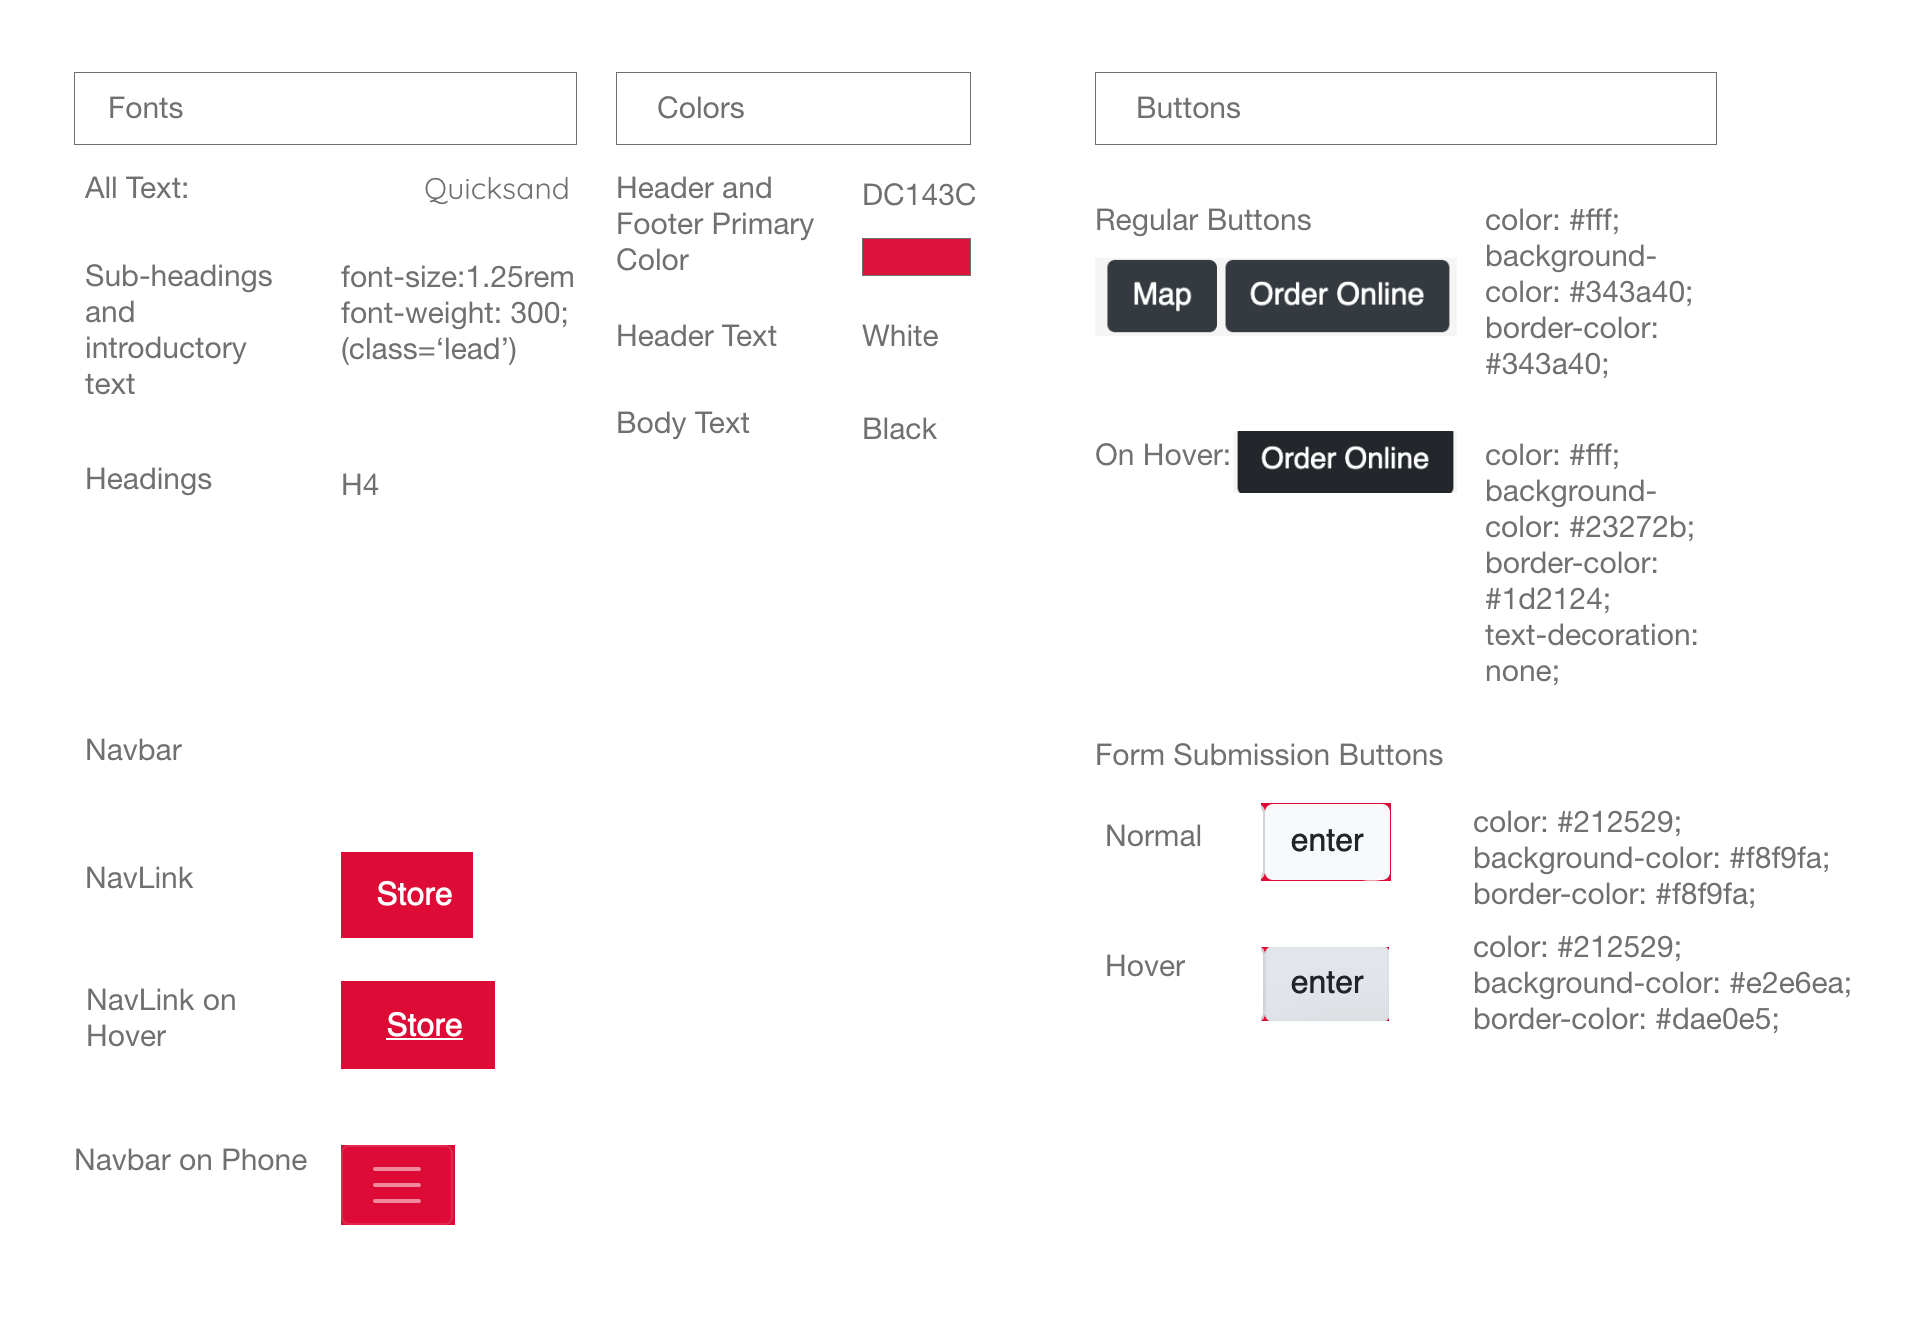 Fonts
All Text:
Quicksand
Sub-headings
and
introductory
text
font-size:1.25rem
font-weight: 300;
(class=‘lead’)
Headings
H4
Navbar
NavLink
Store
NavLink on
Hover
Store
Navbar on Phone
Colors
Header and
Footer Primary
Color
DC143C
Header Text
White
Body Text
Black
Buttons
Regular Buttons
Map
Order Online
color: #fff;
background-
color: #343a40;
border-color:
#343a40;
On Hover:
Order Online
color: #fff;
background-
color: #23272b;
border-color:
#1d2124;
text-decoration:
none;
Form Submission Buttons
Normal
enter
color: #212529;
background-color: #f8f9fa;
border-color: #f8f9fa;
Hover
enter
color: #212529;
background-color: #e2e6ea;
border-color: #dae0e5;